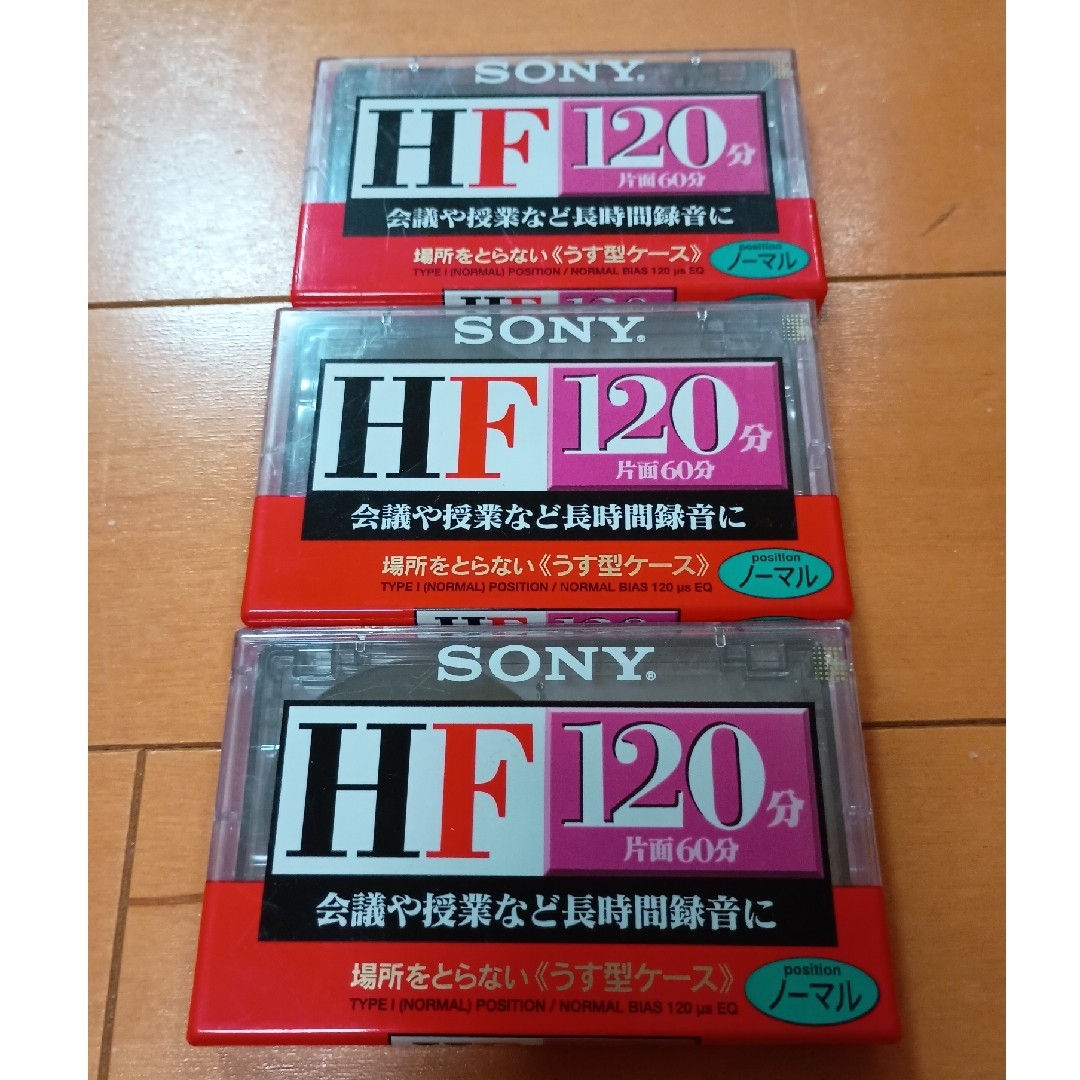 SONY®
HF 120分
片面60分
会議や授業など長時間録音に
場所をとらない《うす型ケース》
position
ノーマル
TYPE I (NORMAL) POSITION / NORMAL BIAS 120 µs EQ
HF 120
SONY®
HF 120分
片面60分
会議や授業など長時間録音に
場所をとらない《うす型ケース》
position
ノーマル
TYPE I (NORMAL) POSITION / NORMAL BIAS 120 µs EQ
HF 120
SONY®
HF 120分
片面60分
会議や授業など長時間録音に
場所をとらない《うす型ケース》
position
ノーマル
TYPE I (NORMAL) POSITION / NORMAL BIAS 120 µs EQ